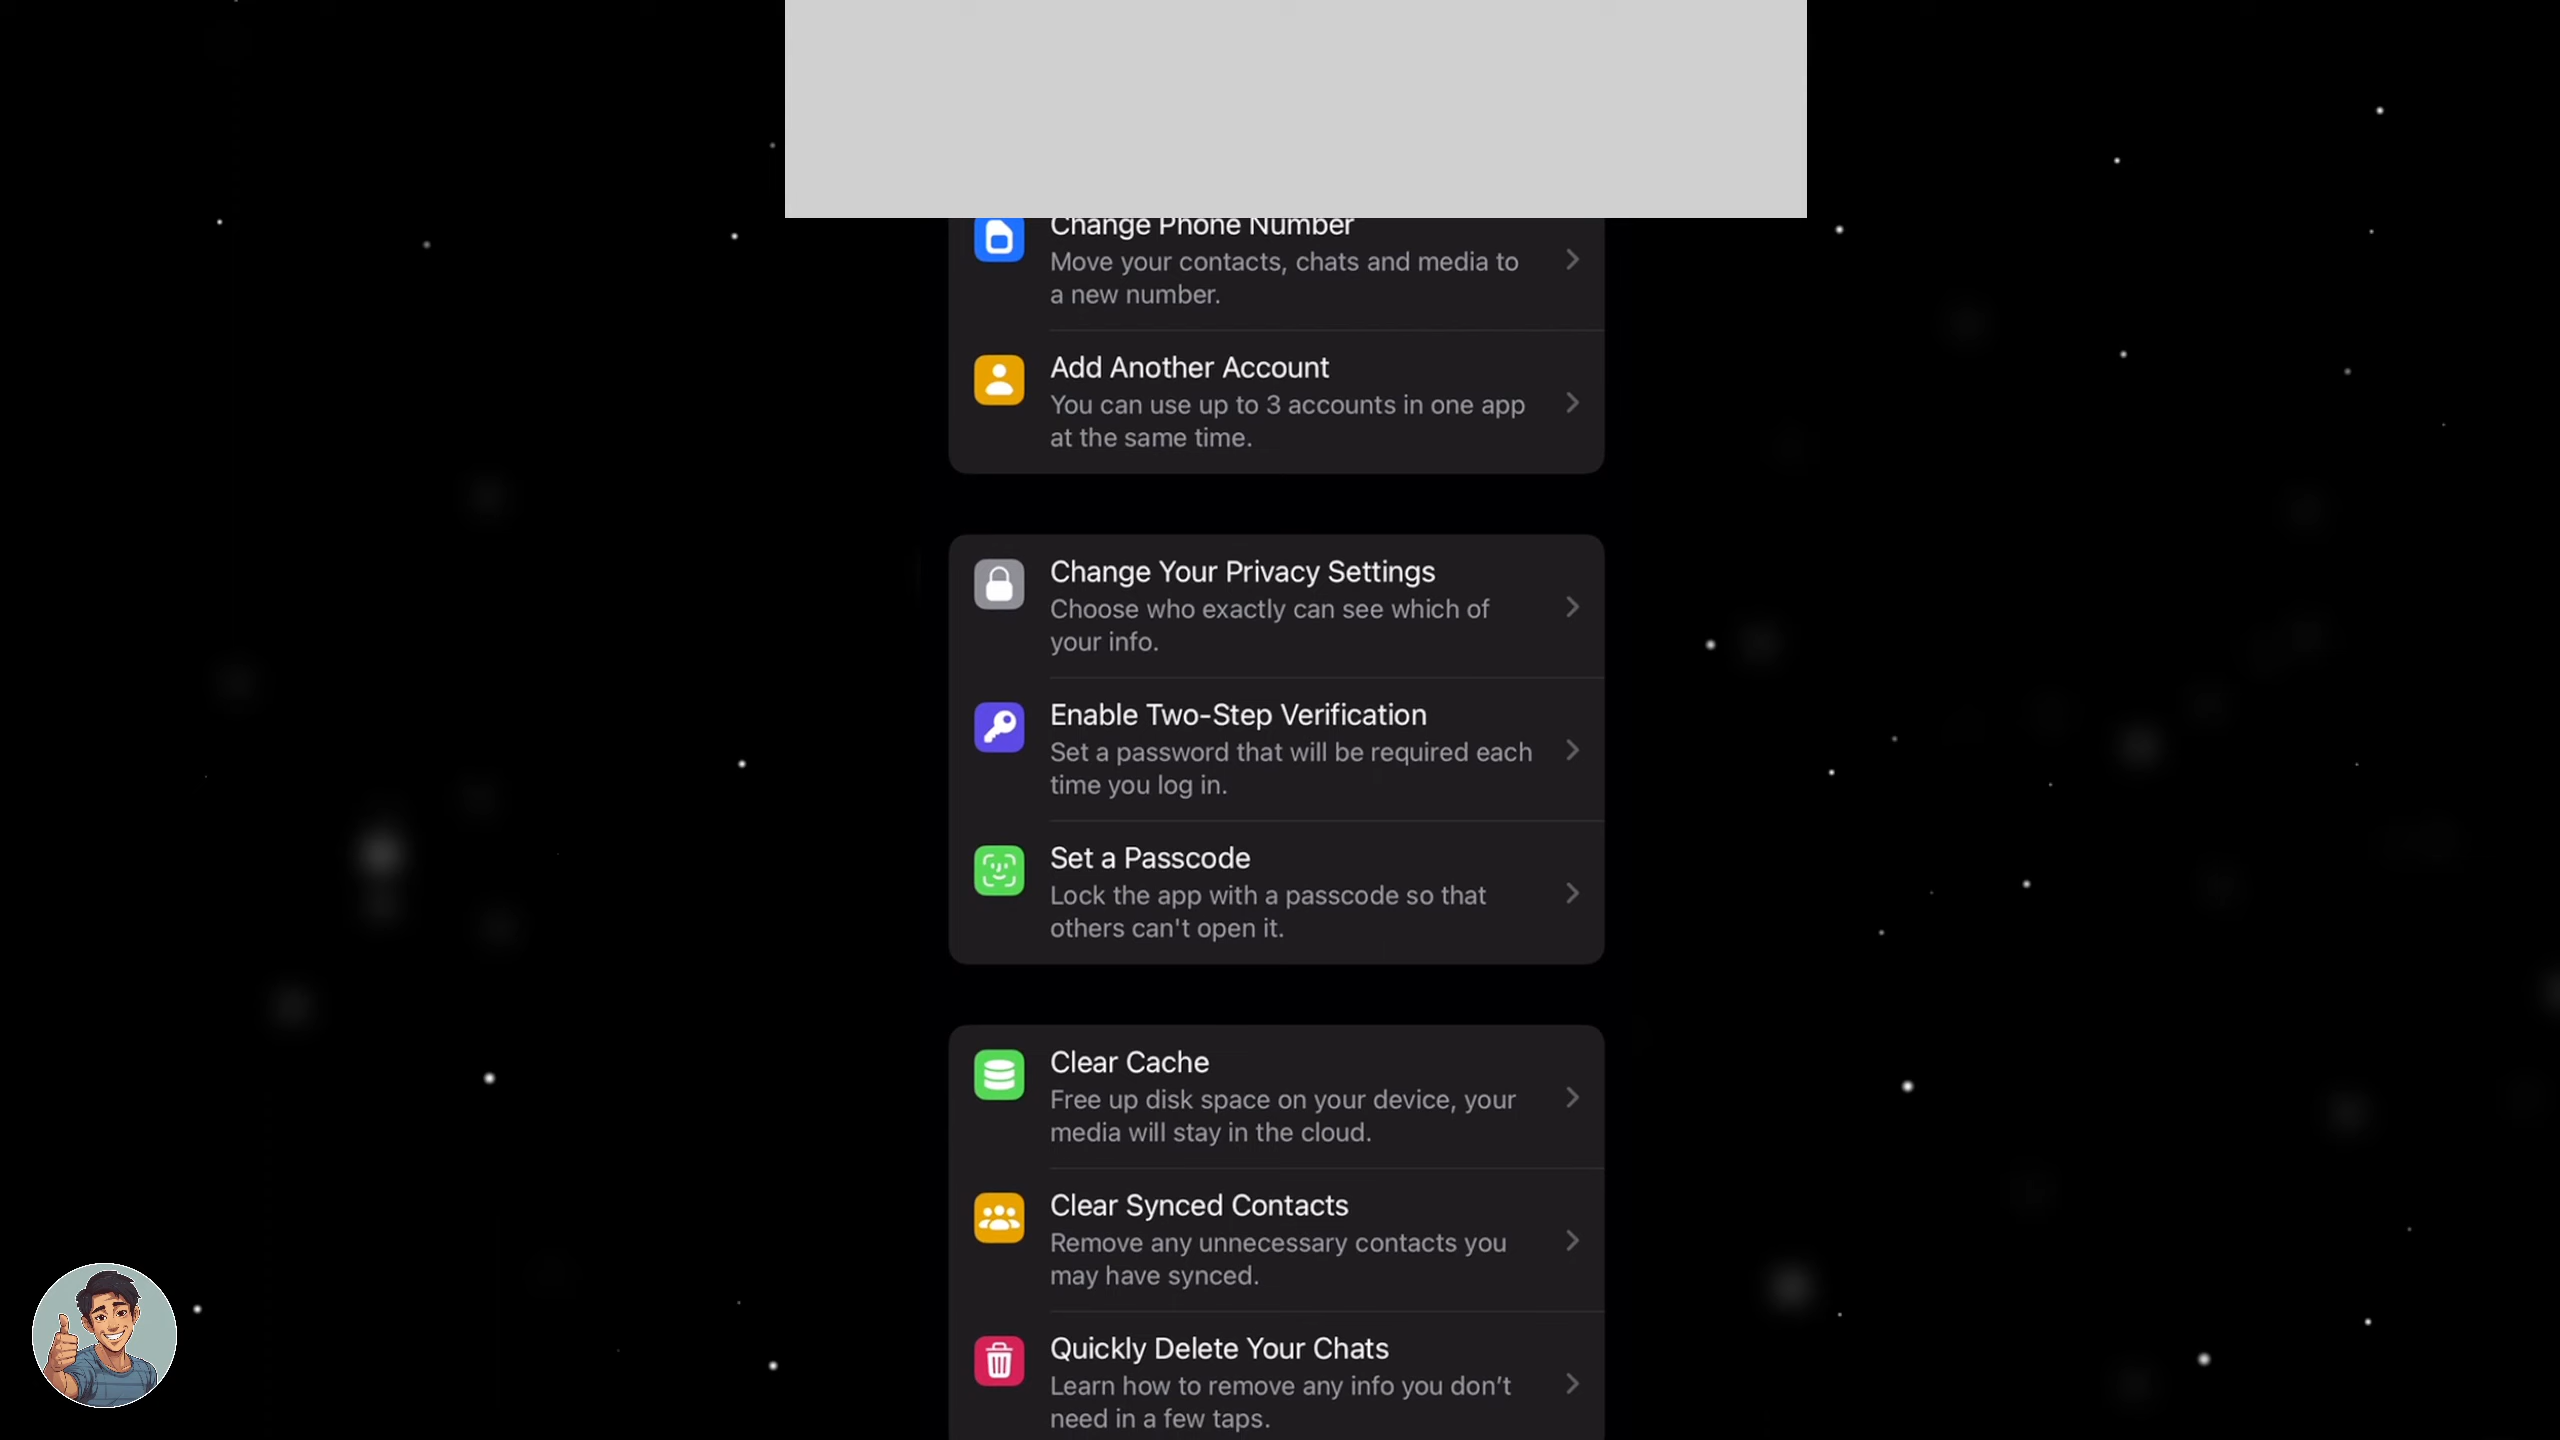 Change Phone Number
Move your contacts, chats and media to
a new number.
Add Another Account
You can use up to 3 accounts in one app
at the same time.
Change Your Privacy Settings
Choose who exactly can see which of
your info.
Enable Two-Step Verification
Set a password that will be required each
time you log in.
Set a Passcode
Lock the app with a passcode so that
others can't open it.
Clear Cache
Free up disk space on your device, your
media will stay in the cloud.
Clear Synced Contacts
Remove any unnecessary contacts you
may have synced.
Quickly Delete Your Chats
Learn how to remove any info you don’t
need in a few taps.